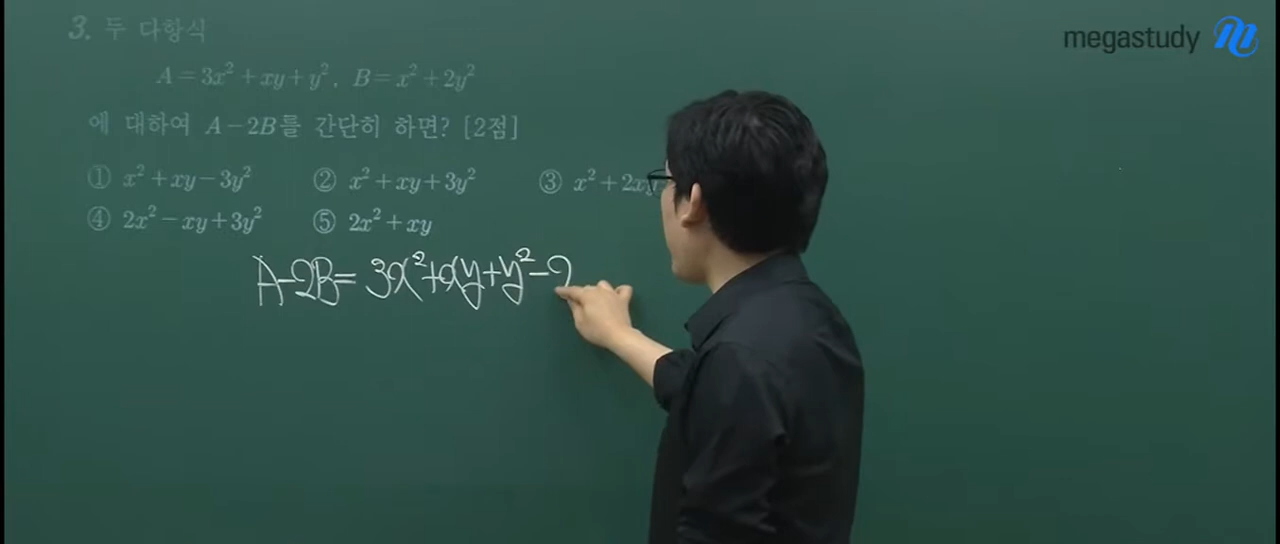 megastudy
3. 두 다항식
A=3x²+xy+y², B=x²+2y²
에 대하여 A-2B를 간단히 하면? [2점]
① x²+xy-3y² ② x²+xy+3y² ③ x²+2xy
④ 2x²-xy+3y² ⑤ 2x²+xy
A-2B= 3x²+xy+y²-2